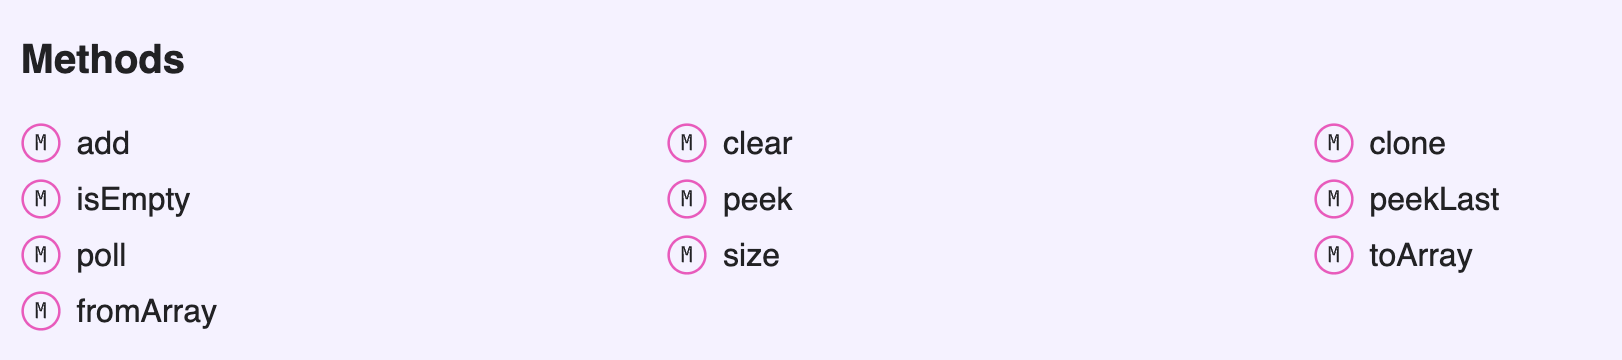 Methods
M add M clear M clone
M isEmpty M peek M peekLast
M poll M size M toArray
M fromArray